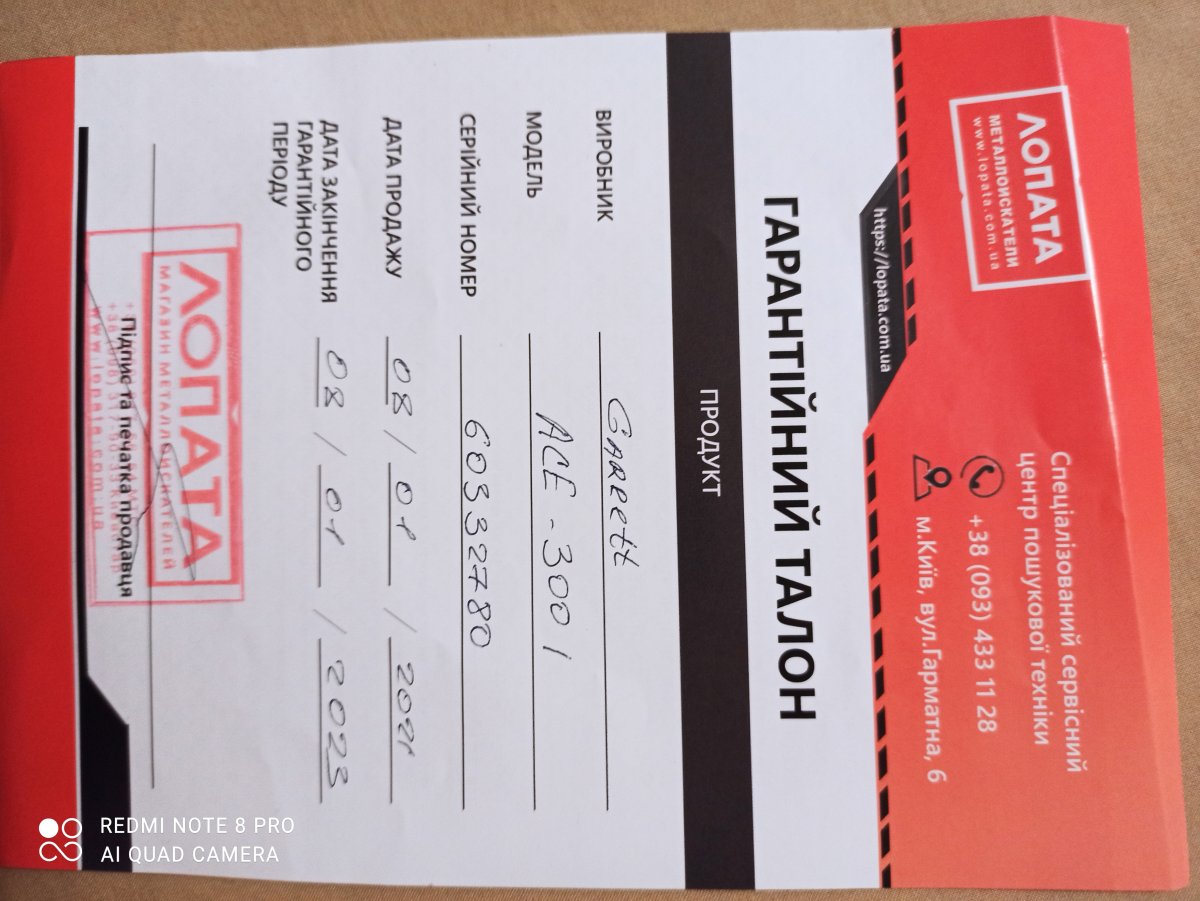 ЛОПАТА
МЕТАЛЛОИСКАТЕЛИ
www.lopata.com.ua
Спеціалізований сервісний
центр пошукової техніки
+38 (093) 433 11 28
м.Київ, вул.Гарматна, 6
https://lopata.com.ua
ГАРАНТІЙНИЙ ТАЛОН
ПРОДУКТ
ВИРОБНИК Garrett
МОДЕЛЬ ACE-300 i
СЕРІЙНИЙ НОМЕР 60332780
ДАТА ПРОДАЖУ 08 / 01 / 2021
ДАТА ЗАКІНЧЕННЯ
ГАРАНТІЙНОГО
ПЕРІОДУ 08 / 01 / 2023
ЛОПАТА
МАГАЗИН МЕТАЛЛОИСКАТЕЛЕЙ
Підпис та печатка продавця
www.lopata.com.ua
REDMI NOTE 8 PRO
AI QUAD CAMERA